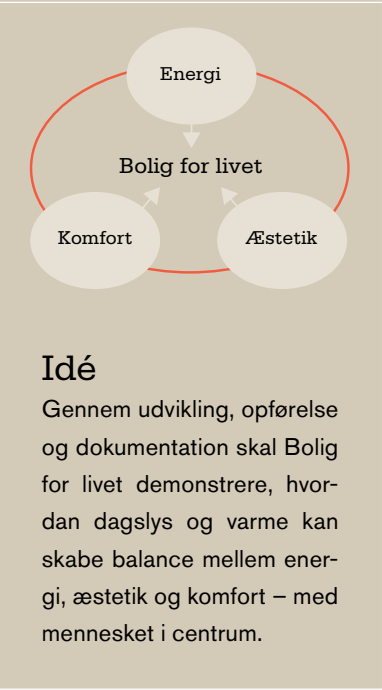 Energi
Bolig for livet
Komfort
Æstetik
Idé
Gennem udvikling, opførelse
og dokumentation skal Bolig
for livet demonstrere, hvor-
dan dagslys og varme kan
skabe balance mellem ener-
gi, æstetik og komfort – med
mennesket i centrum.